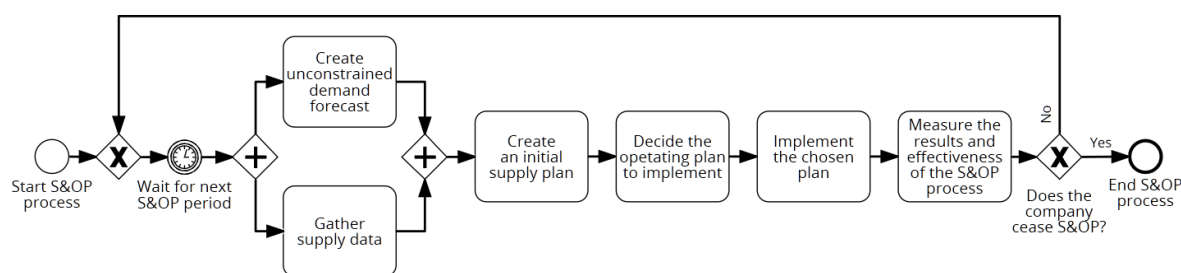 Start S&OP
process
Wait for next
S&OP period
Create
unconstrained
demand
forecast
Gather
supply data
Create
an initial
supply plan
Decide the
opetating plan
to implement
Implement
the chosen
plan
Measure the
results and
effectiveness
of the S&OP
process
No
Does the
company
cease S&OP?
Yes
End S&OP
process